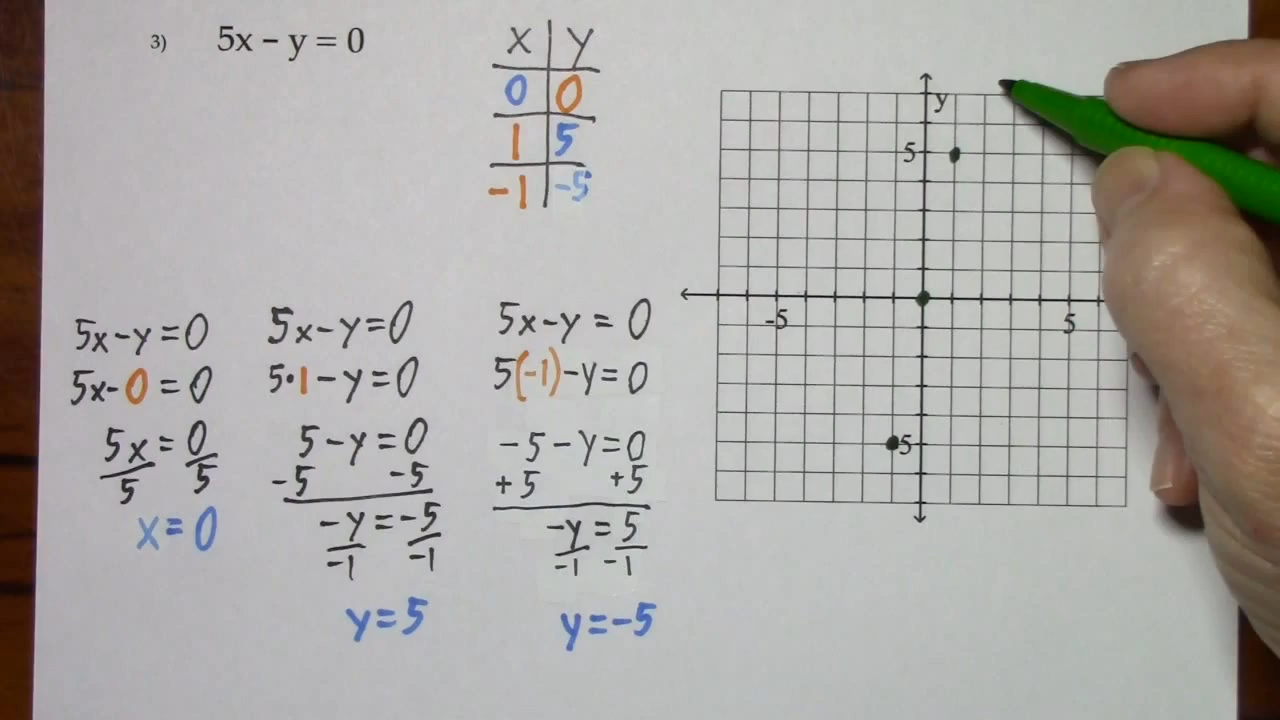 3) 5x – y = 0
X Y
0 0
1 5
-1 -5
5x-y=0
5x-0=0
5x = 0
5 5
x=0
5x-y=0
5•1-y=0
5-y=0
-5 -5
-y=-5
-1 -1
y=5
5x-y=0
5(-1)-y=0
-5-y=0
+5 +5
-y=5
-1 -1
y=-5
y
5
-5 5
-5